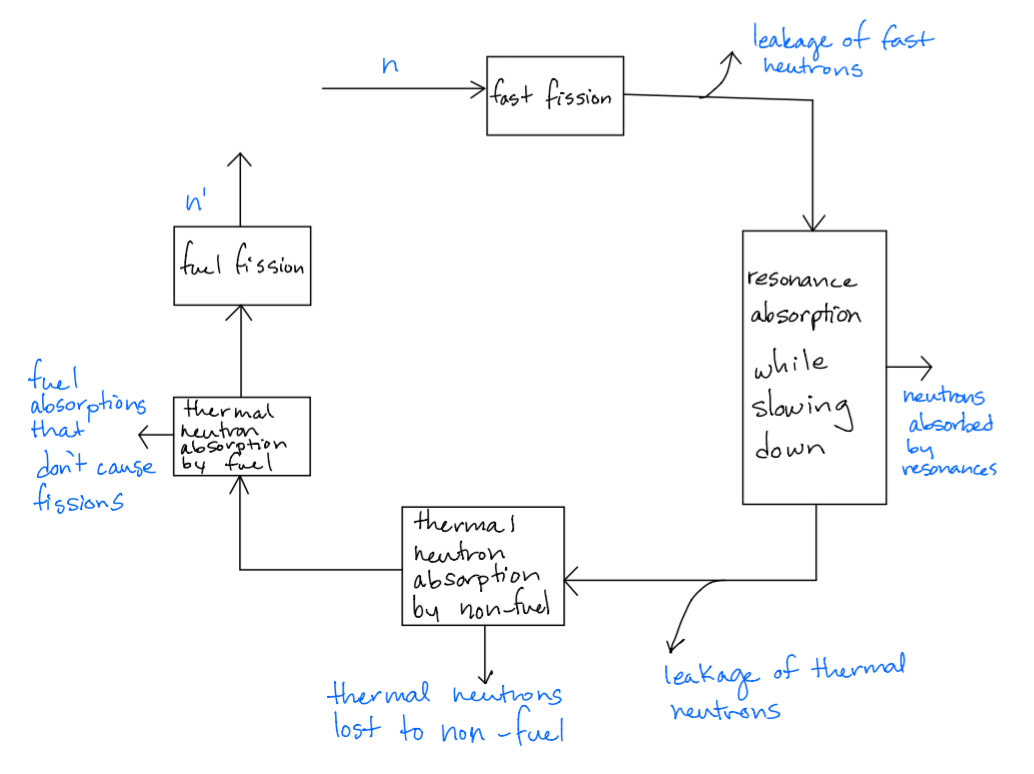 leakage of fast
neutrons
n
fast fission
n'
fuel fission
resonance
absorption
while
slowing
down
neutrons
absorbed
by
resonances
fuel
absorptions
that
don't cause
fissions
thermal
neutron
absorption
by fuel
thermal
neutron
absorption
by non-fuel
leakage of thermal
neutrons
thermal neutrons
lost to non-fuel